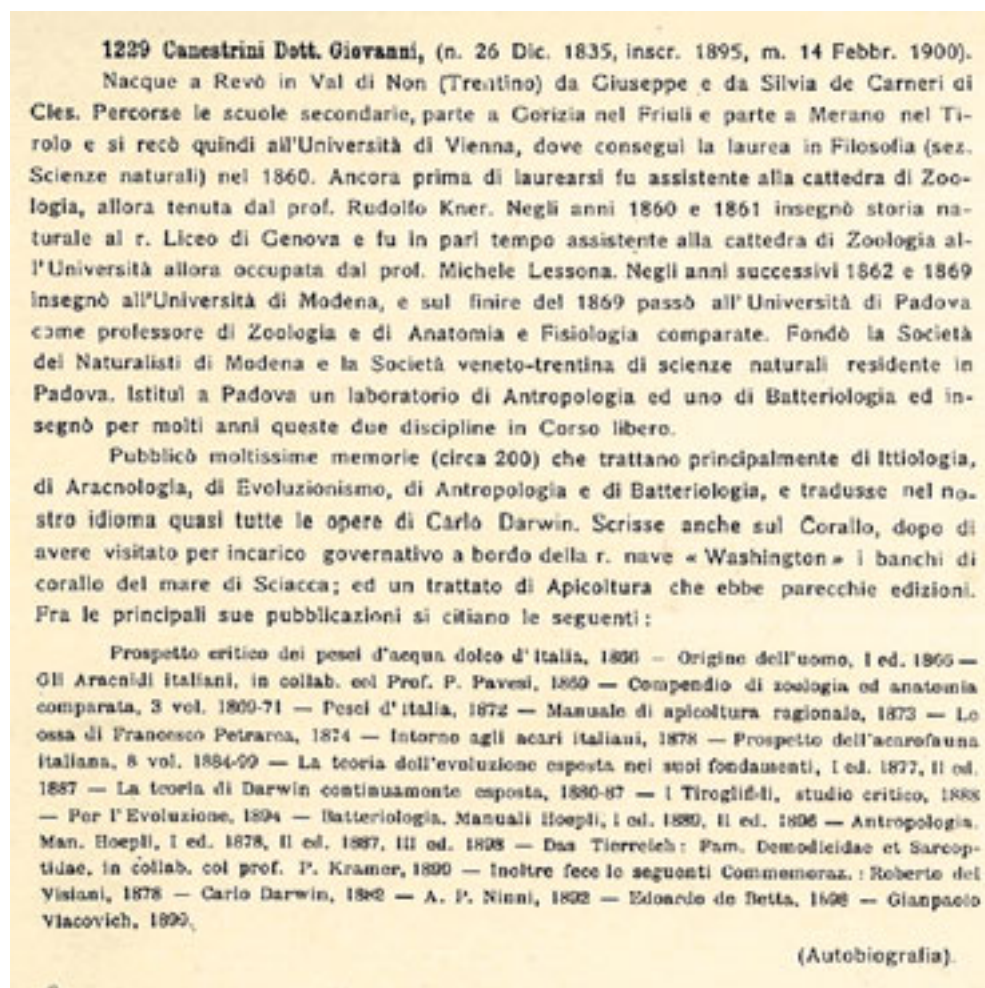 1229 Canestrini Dott. Giovanni, (n. 26 Dic. 1835, inscr. 1895, m. 14 Febbr. 1900).
Nacque a Revò in Val di Non (Trentino) da Giuseppe e da Silvia de Carneri di
Cles. Percorse le scuole secondarie, parte a Gorizia nel Friuli e parte a Merano nel Ti-
rolo e si recò quindi all'Università di Vienna, dove conseguì la laurea in Filosofia (sez.
Scienze naturali) nel 1860. Ancora prima di laurearsi fu assistente alla cattedra di Zoo-
logia, allora tenuta dal prof. Rudolfo Kner. Negli anni 1860 e 1861 insegnò storia na-
turale al r. Liceo di Genova e fu in pari tempo assistente alla cattedra di Zoologia al-
l'Università allora occupata dal prof. Michele Lessona. Negli anni successivi 1862 e 1869
insegnò all'Università di Modena, e sul finire del 1869 passò all'Università di Padova
come professore di Zoologia e di Anatomia e Fisiologia comparate. Fondò la Società
dei Naturalisti di Modena e la Società veneto-trentina di scienze naturali residente in
Padova. Istituì a Padova un laboratorio di Antropologia ed uno di Batteriologia ed in-
segnò per molti anni queste due discipline in Corso libero.
Pubblicò moltissime memorie (circa 200) che trattano principalmente di Ittiologia,
di Aracnologia, di Evoluzionismo, di Antropologia e di Batteriologia, e tradusse nel no-
stro idioma quasi tutte le opere di Carlo Darwin. Scrisse anche sul Corallo, dopo di
avere visitato per incarico governativo a bordo della r. nave « Washington » i banchi di
corallo del mare di Sciacca; ed un trattato di Apicoltura che ebbe parecchie edizioni.
Fra le principali sue pubblicazioni si citiano le seguenti :
Prospetto critico dei pesci d'acqua dolce d'Italia, 1866 — Origine dell'uomo, I ed. 1866 —
Gli Aracnidi italiani, in collab. col Prof. P. Pavesi, 1869 — Compendio di zoologia ed anatomia
comparata, 3 vol. 1869-71 — Pesci d'Italia, 1872 — Manuale di apicoltura ragionale, 1873 — Le
ossa di Francesco Petrarca, 1874 — Intorno agli acari italiani, 1878 — Prospetto dell'acarofauna
italiana, 8 vol. 1884-99 — La teoria dell'evoluzione esposta nei suoi fondamenti, I ed. 1877, II ed.
1887 — La teoria di Darwin continuamente esposta, 1880-87 — I Tiroglifidi, studio critico, 1888
— Per l'Evoluzione, 1894 — Batteriologia. Manuali Hoepli, I ed. 1889, II ed. 1896 — Antropologia.
Man. Hoepli, I ed. 1878, II ed. 1887, III ed. 1898 — Das Tierreich : Fam. Demodicidae et Sarcop-
tidae, in collab. col prof. P. Kramer, 1899 — Inoltre fece le seguenti Commemoraz. : Roberto del
Visiani, 1878 — Carlo Darwin, 1882 — A. P. Ninni, 1892 — Edoardo de Betta, 1898 — Gianpaolo
Vlacovich, 1899.
(Autobiografia).